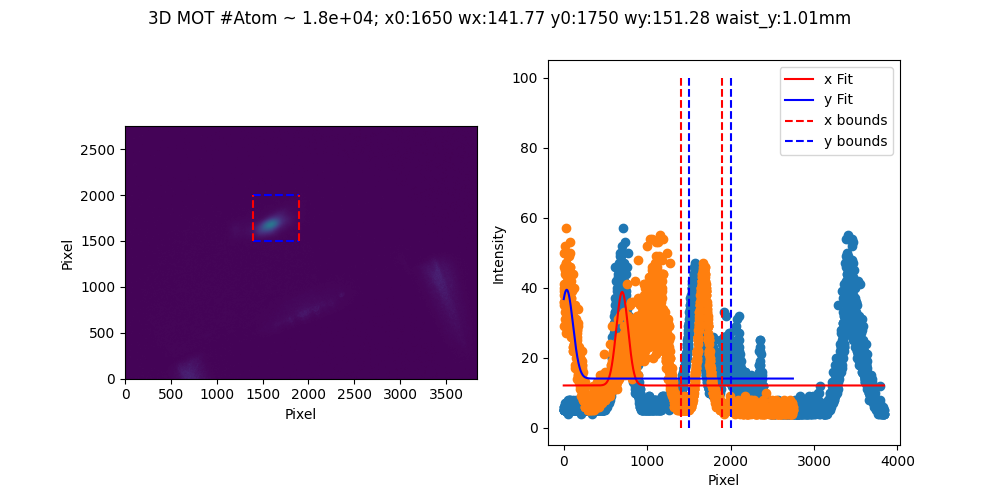 3D MOT #Atom ~ 1.8e+04; x0:1650 wx:141.77 y0:1750 wy:151.28 waist_y:1.01mm
2500
2000
1500
1000
500
0
Pixel
0 500 1000 1500 2000 2500 3000 3500
Pixel
100
80
60
40
20
0
Intensity
0 1000 2000 3000 4000
Pixel
x Fit
y Fit
x bounds
y bounds